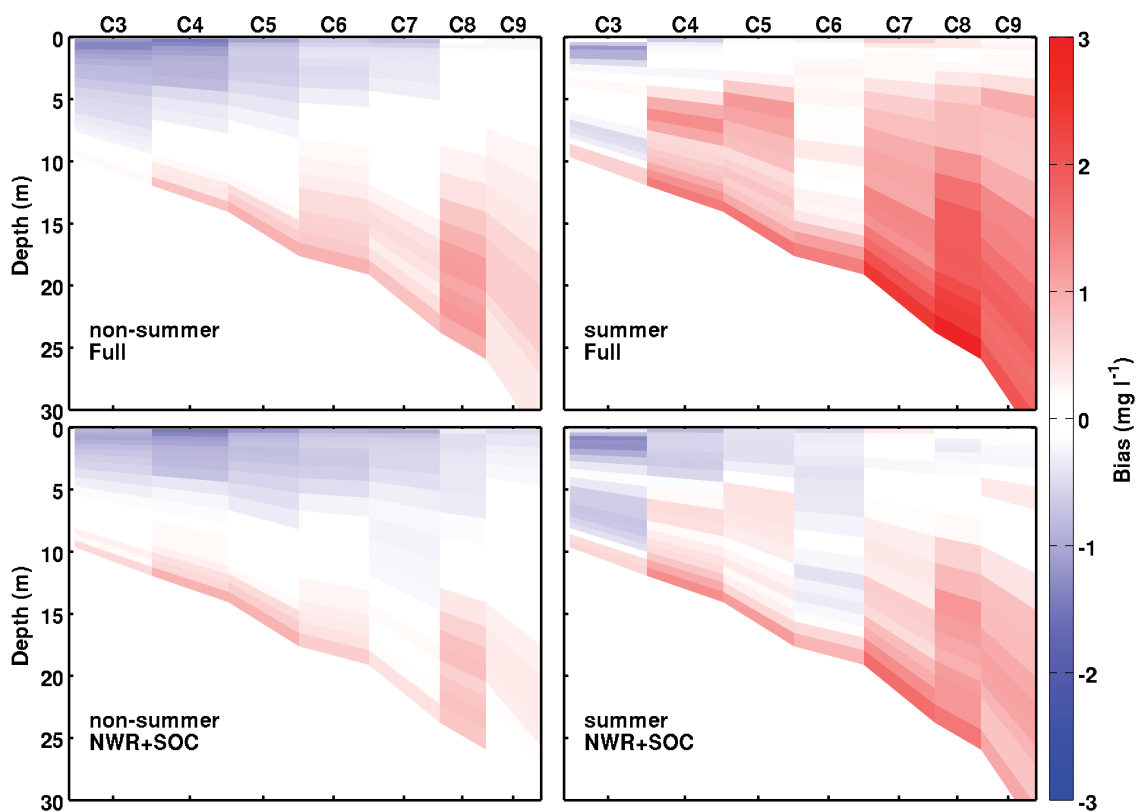 C3 C4 C5 C6 C7 C8 C9
C3 C4 C5 C6 C7 C8 C9
0
5
10
15
20
25
30
Depth (m)
non-summer
Full
summer
Full
0
5
10
15
20
25
30
Depth (m)
non-summer
NWR+SOC
summer
NWR+SOC
3
2
1
0
-1
-2
-3
Bias (mg l⁻¹)